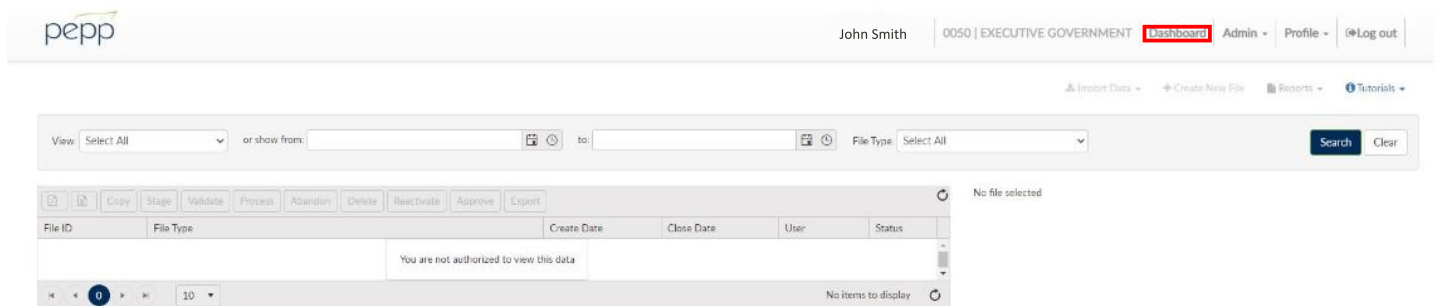 pepp
John Smith 0050 | EXECUTIVE GOVERNMENT Dashboard Admin Profile Log out
Import Data Create New File Reports Tutorials
View Select All or show from: to: File Type Select All Search Clear
Copy Stage Validate Process Abandon Delete Reactivate Approve Export
No file selected
File ID File Type Create Date Close Date User Status
You are not authorized to view this data
0 10 No items to display